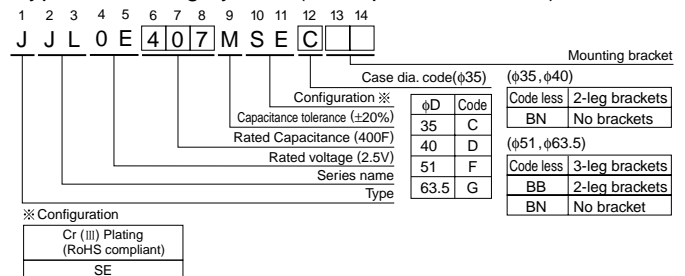 1 2 3 4 5 6 7 8 9 10 11 12 13 14
J J L 0 E 4 0 7 M S E C
Mounting bracket
Case dia. code(ϕ35)
Configuration ※
Capacitance tolerance (±20%)
Rated Capacitance (400F)
Rated voltage (2.5V)
Series name
Type
ϕD Code
35 C
40 D
51 F
63.5 G
(ϕ35,ϕ40)
Code less 2-leg brackets
BN No brackets
(ϕ51,ϕ63.5)
Code less 3-leg brackets
BB 2-leg brackets
BN No bracket
※Configuration
Cr (Ⅲ) Plating
(RoHS compliant)
SE